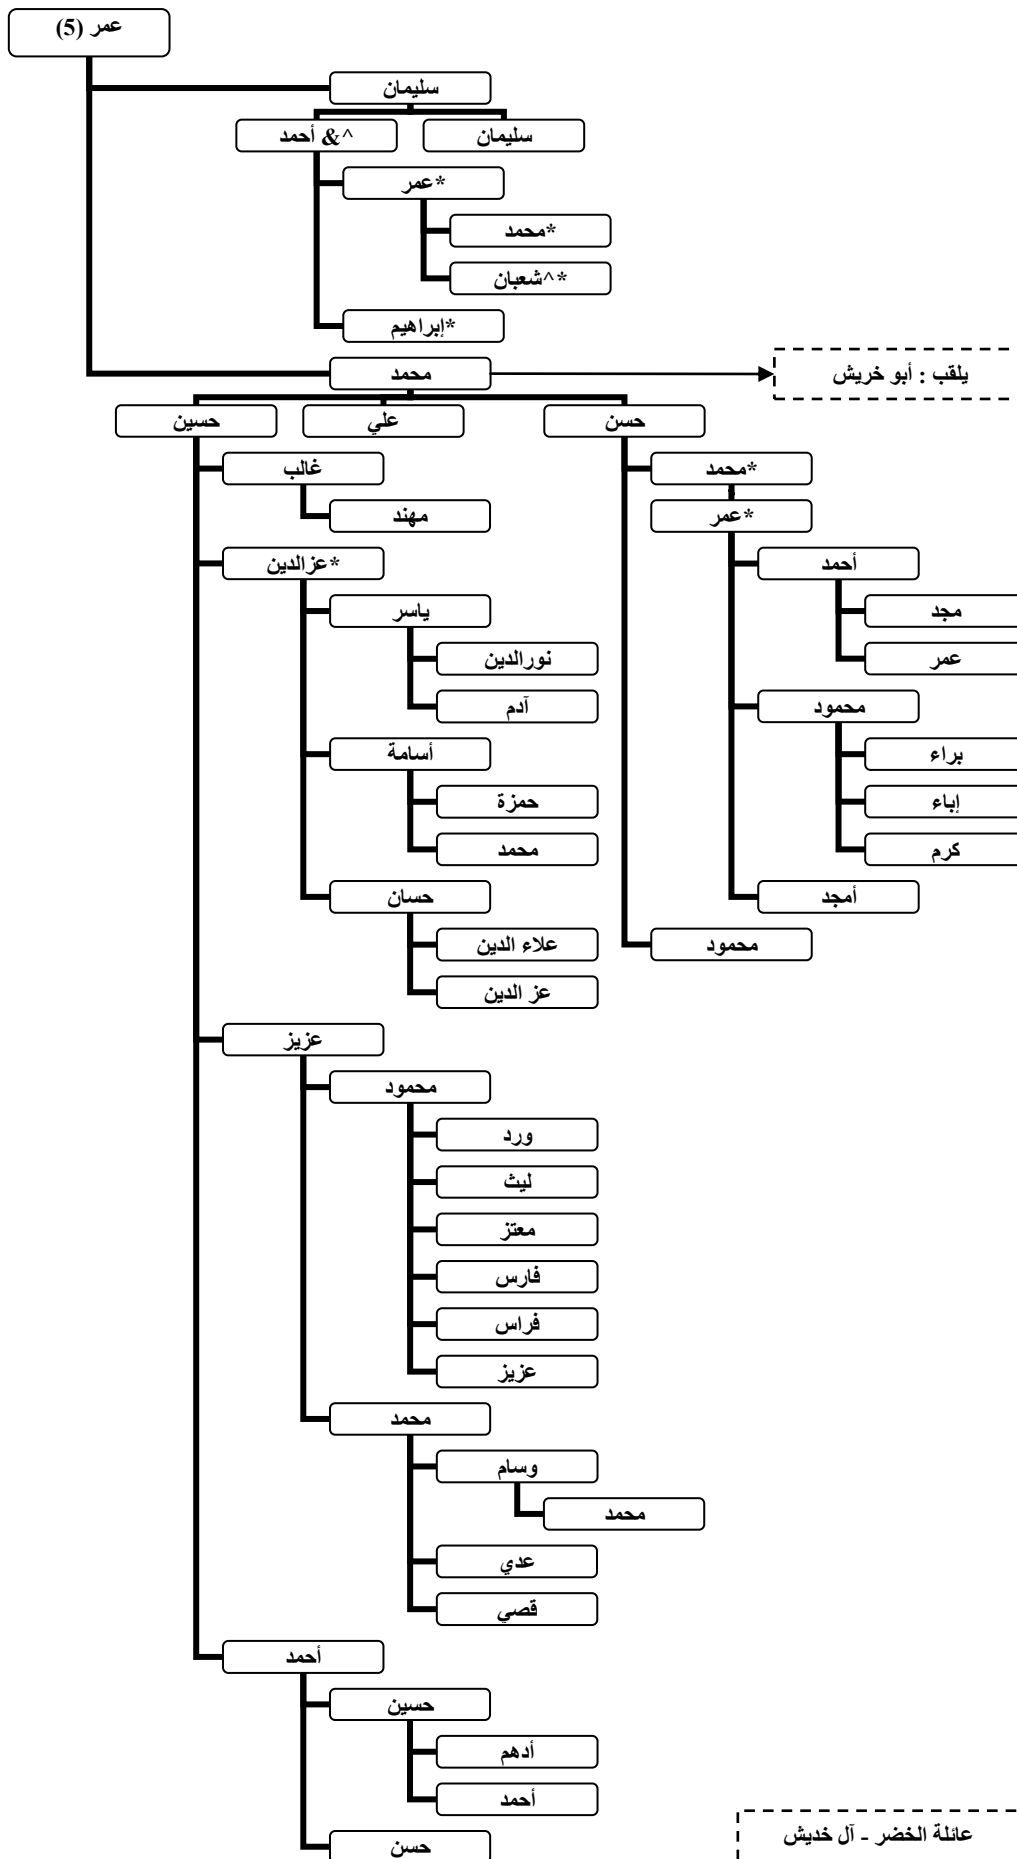 عمر (5)
سليمان
^& أحمد
سليمان
*عمر
*محمد
*^شعبان
*إبراهيم
محمد
يلقب : أبو خريش
حسين
علي
حسن
غالب
*محمد
مهند
*عمر
*عزالدين
أحمد
ياسر
مجد
نورالدين
عمر
آدم
محمود
أسامة
براء
حمزة
إباء
محمد
كرم
حسان
أمجد
علاء الدين
محمود
عز الدين
عزيز
محمود
ورد
ليث
معتز
فارس
فراس
عزيز
محمد
وسام
محمد
عدي
قصي
أحمد
حسين
أدهم
أحمد
عائلة الخضر - آل خديش
حسن